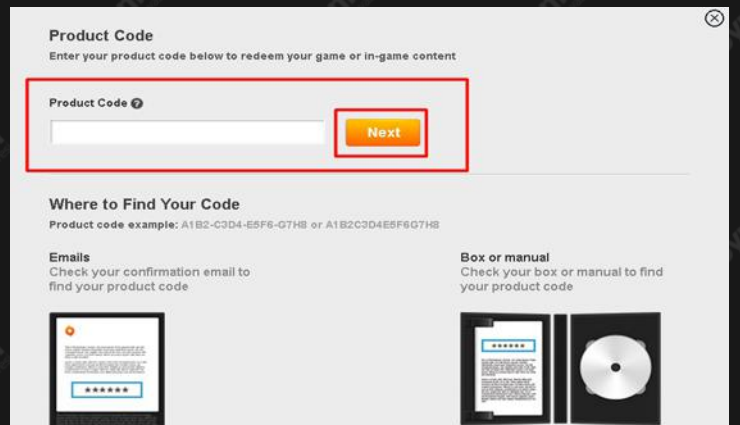 Product Code
Enter your product code below to redeem your game or in-game content
Product Code
Next
Where to Find Your Code
Product code example: A1B2-C3D4-E5F6-G7H8 or A1B2C3D4E5F6G7H8
Emails
Check your confirmation email to
find your product code
Box or manual
Check your box or manual to find
your product code
******
******